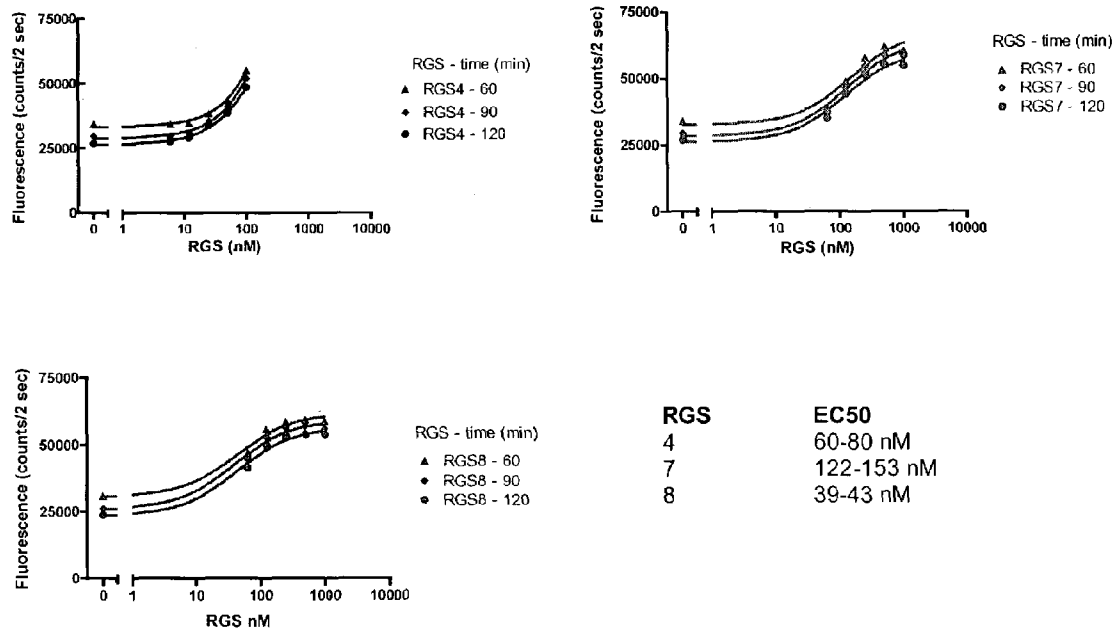 Fluorescence (counts/2 sec)
75000
50000
25000
0
0 1 10 100 1000 10000
RGS (nM)
RGS - time (min)
RGS4 - 60
RGS4 - 90
RGS4 - 120
Fluorescence (counts/2 sec)
75000
50000
25000
0
0 1 10 100 1000 10000
RGS (nM)
RGS - time (min)
RGS7 - 60
RGS7 - 90
RGS7 - 120
Fluorescence (counts/2 sec)
75000
50000
25000
0
0 1 10 100 1000 10000
RGS nM
RGS - time (min)
RGS8 - 60
RGS8 - 90
RGS8 - 120
RGS EC50
4 60-80 nM
7 122-153 nM
8 39-43 nM